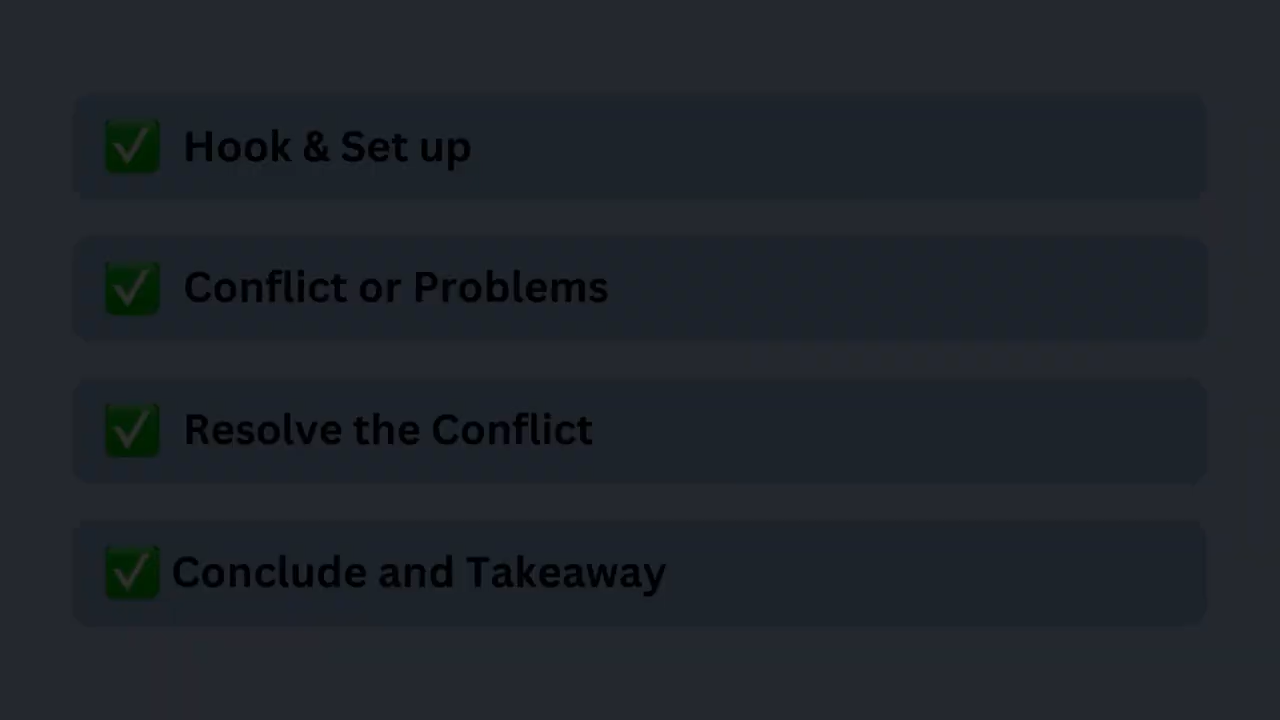 ✅ Hook & Set up
✅ Conflict or Problems
✅ Resolve the Conflict
✅ Conclude and Takeaway